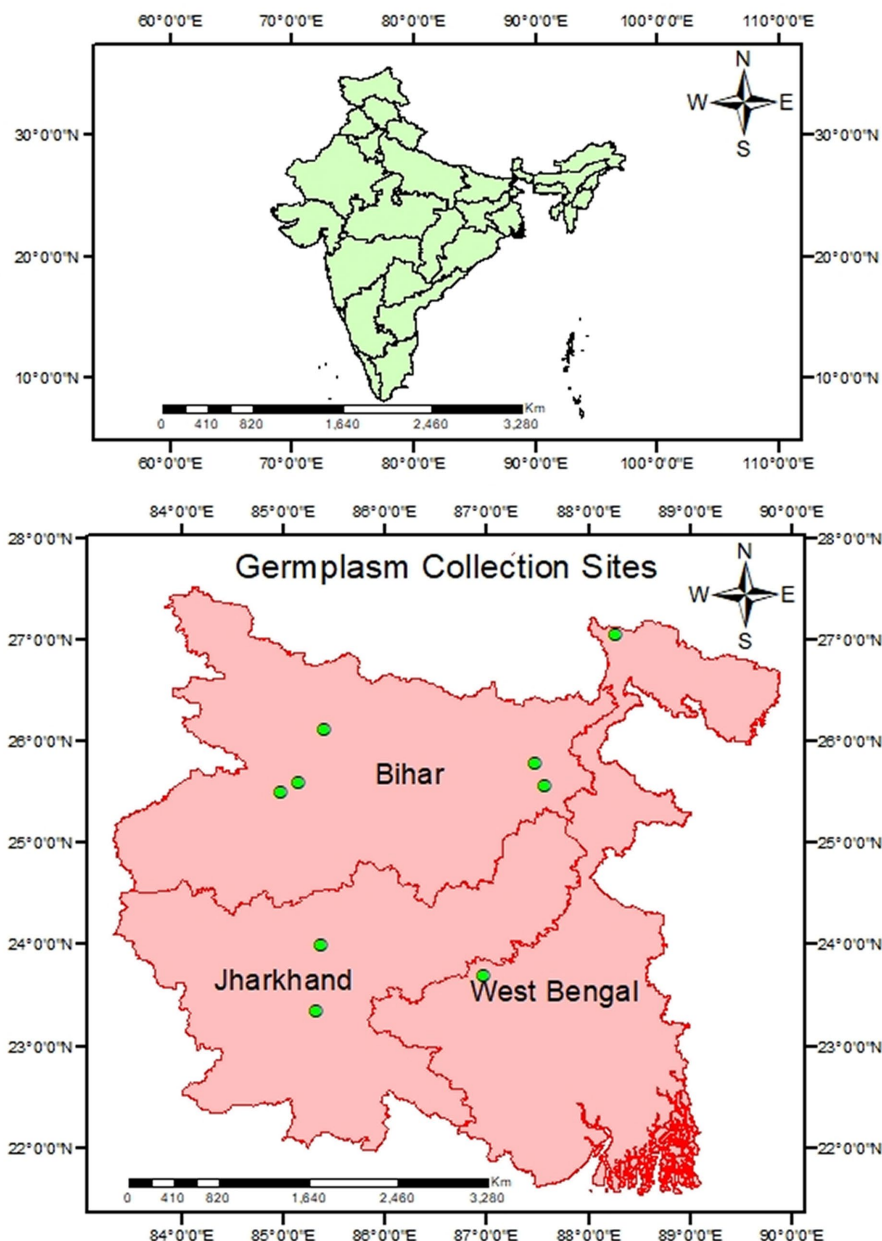 60°0'0"E 70°0'0"E 80°0'0"E 90°0'0"E 100°0'0"E 110°0'0"E
N
W E
S
30°0'0"N 30°0'0"N
20°0'0"N 20°0'0"N
10°0'0"N 10°0'0"N
Km
0 410 820 1,640 2,460 3,280
60°0'0"E 70°0'0"E 80°0'0"E 90°0'0"E 100°0'0"E 110°0'0"E
84°0'0"E 85°0'0"E 86°0'0"E 87°0'0"E 88°0'0"E 89°0'0"E 90°0'0"E
28°0'0"N 28°0'0"N
Germplasm Collection Sites
N
W E
S
27°0'0"N 27°0'0"N
26°0'0"N 26°0'0"N
Bihar
25°0'0"N 25°0'0"N
24°0'0"N 24°0'0"N
Jharkhand
West Bengal
23°0'0"N 23°0'0"N
22°0'0"N 22°0'0"N
Km
0 410 820 1,640 2,460 3,280
84°0'0"E 85°0'0"E 86°0'0"E 87°0'0"E 88°0'0"E 89°0'0"E 90°0'0"E